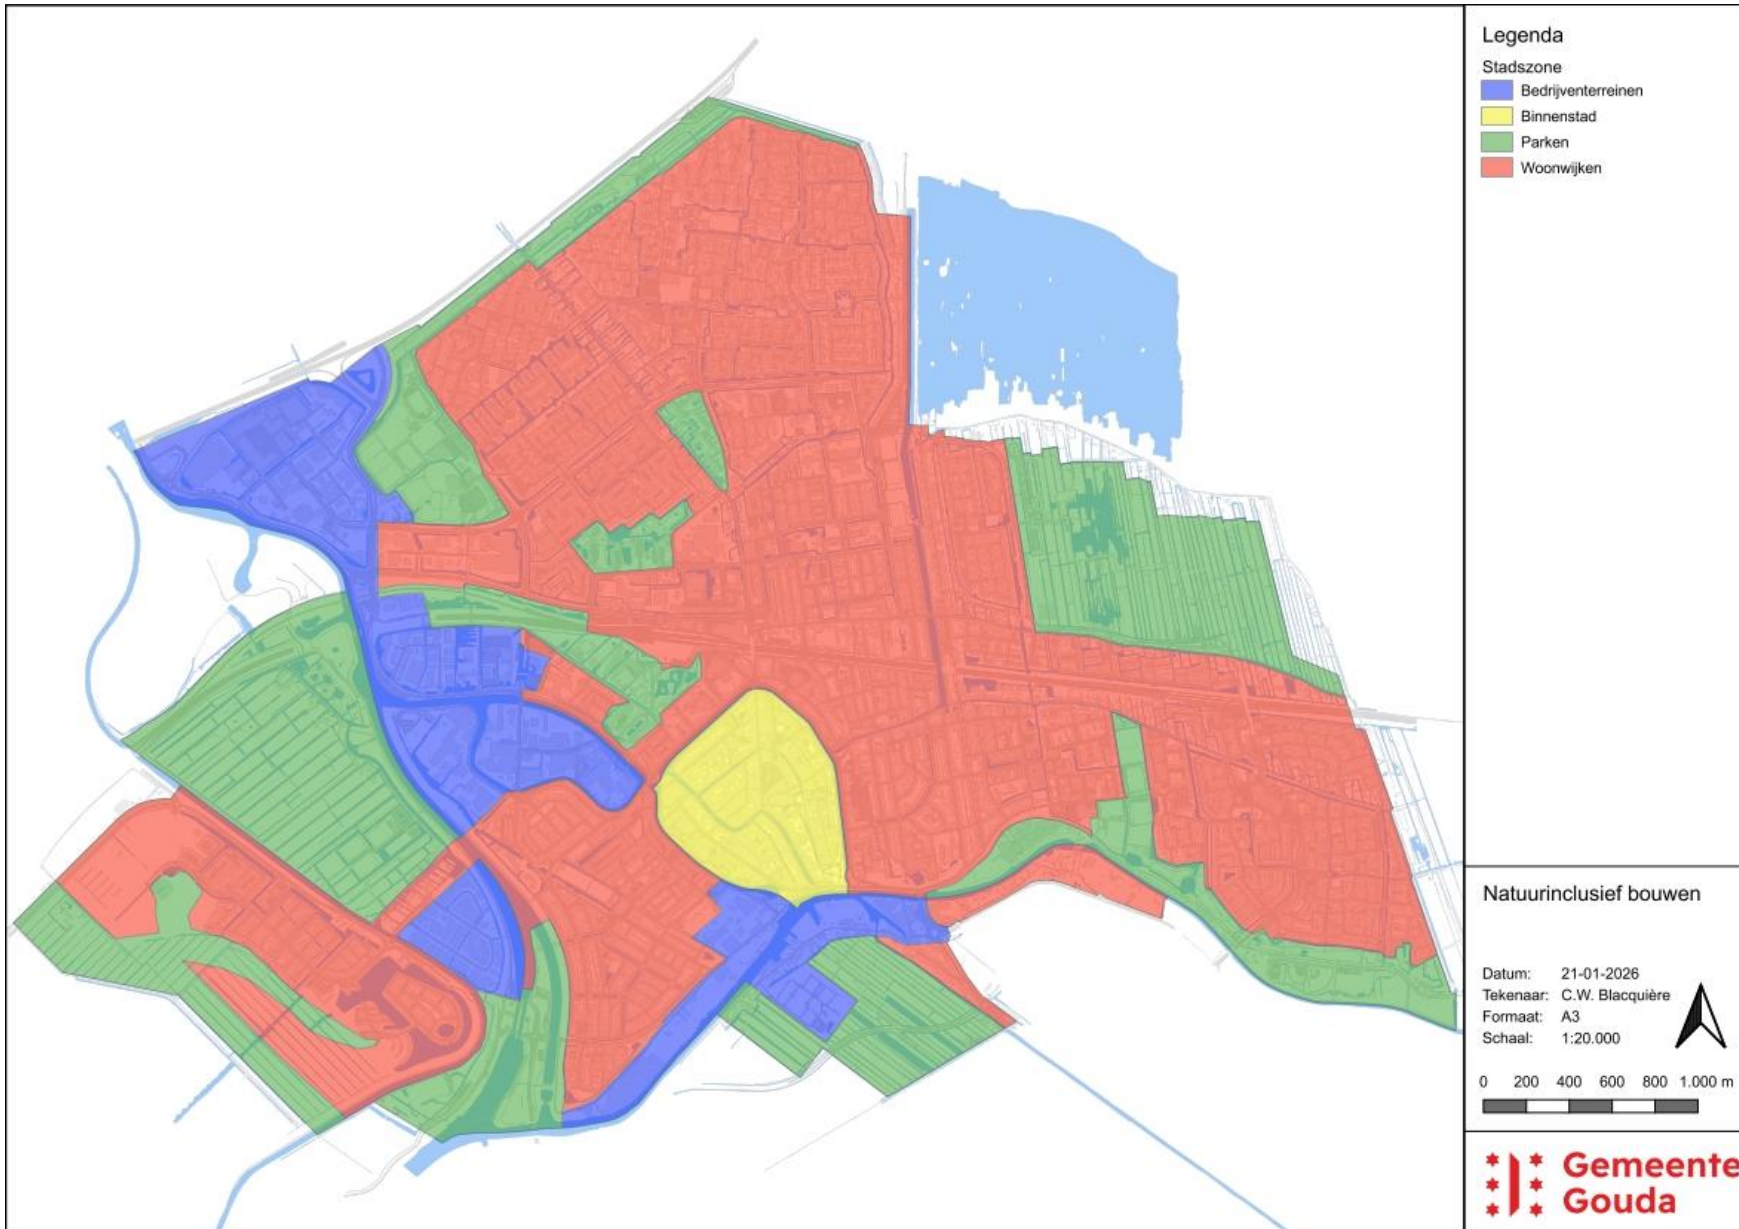 Legenda
Stadszone
Bedrijventerreinen
Binnenstad
Parken
Woonwijken
Natuurinclusief bouwen
Datum: 21-01-2026
Tekenaar: C.W. Blacquière
Formaat: A3
Schaal: 1:20.000
0 200 400 600 800 1.000 m
Gemeente
Gouda